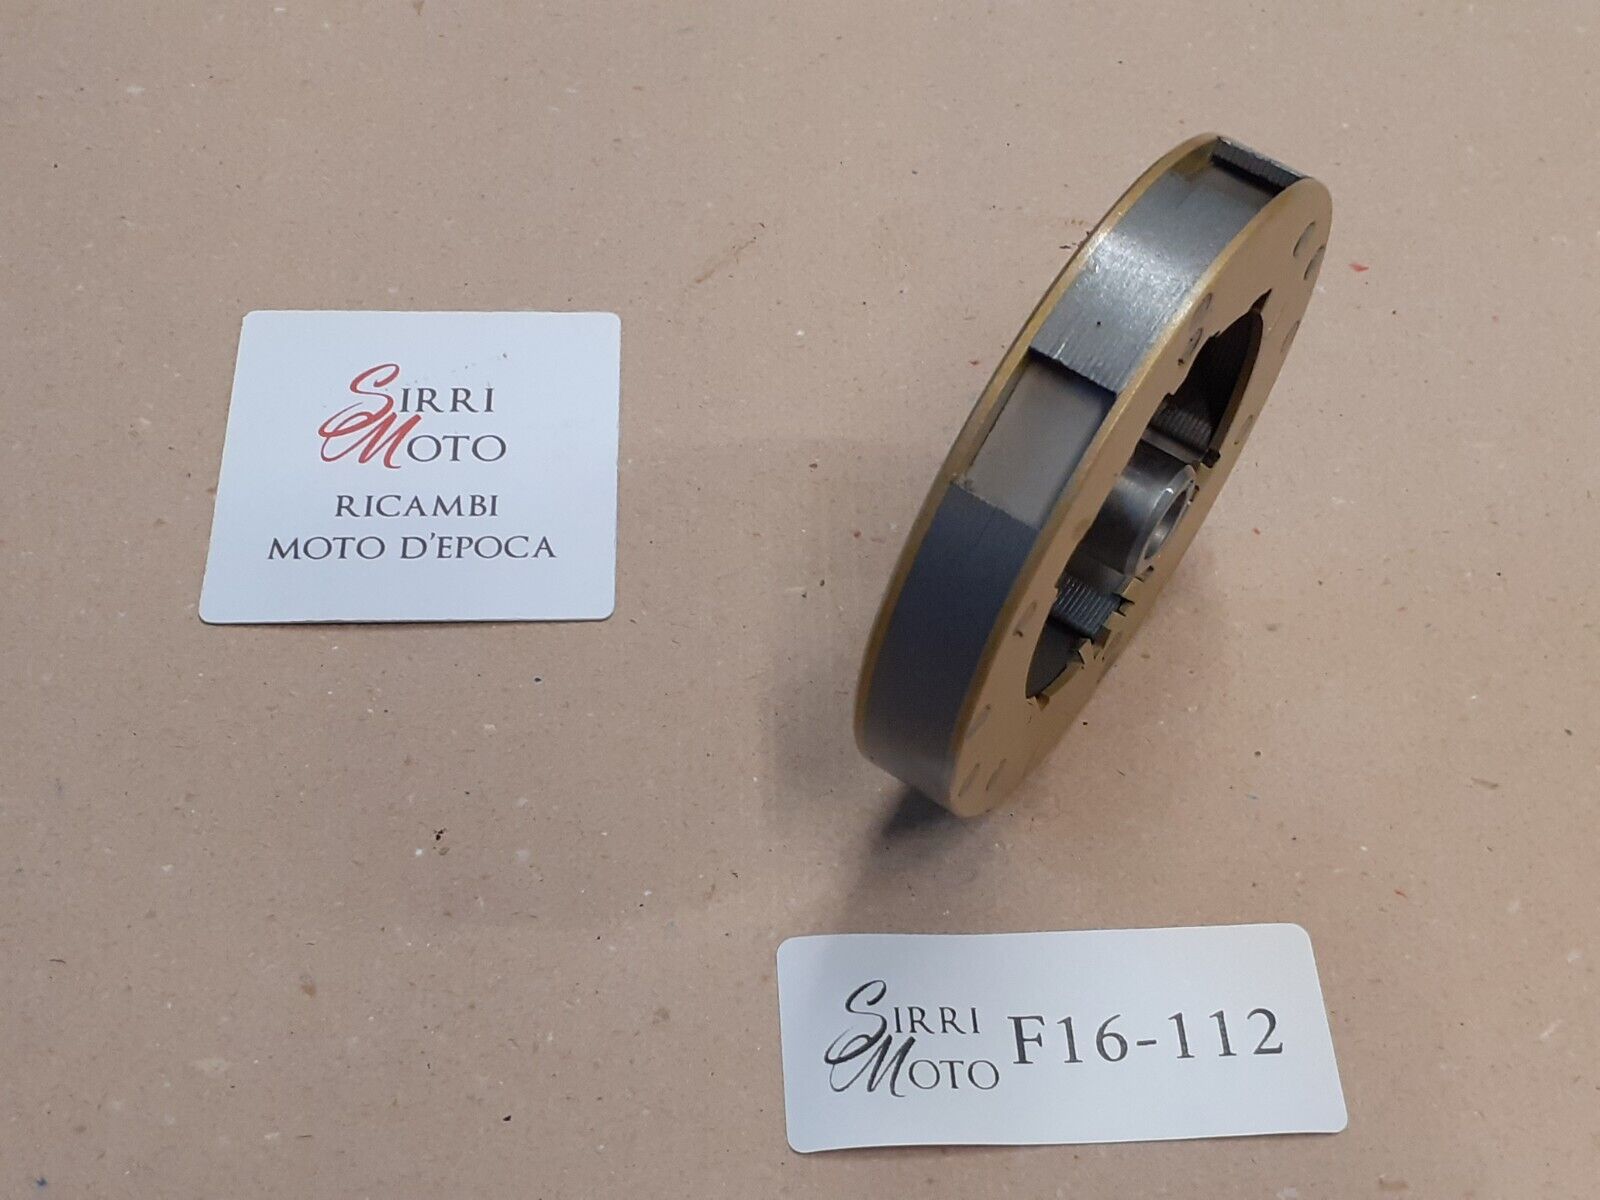 SIRRI
MOTO
RICAMBI
MOTO D'EPOCA
SIRRI
MOTO
F16-112